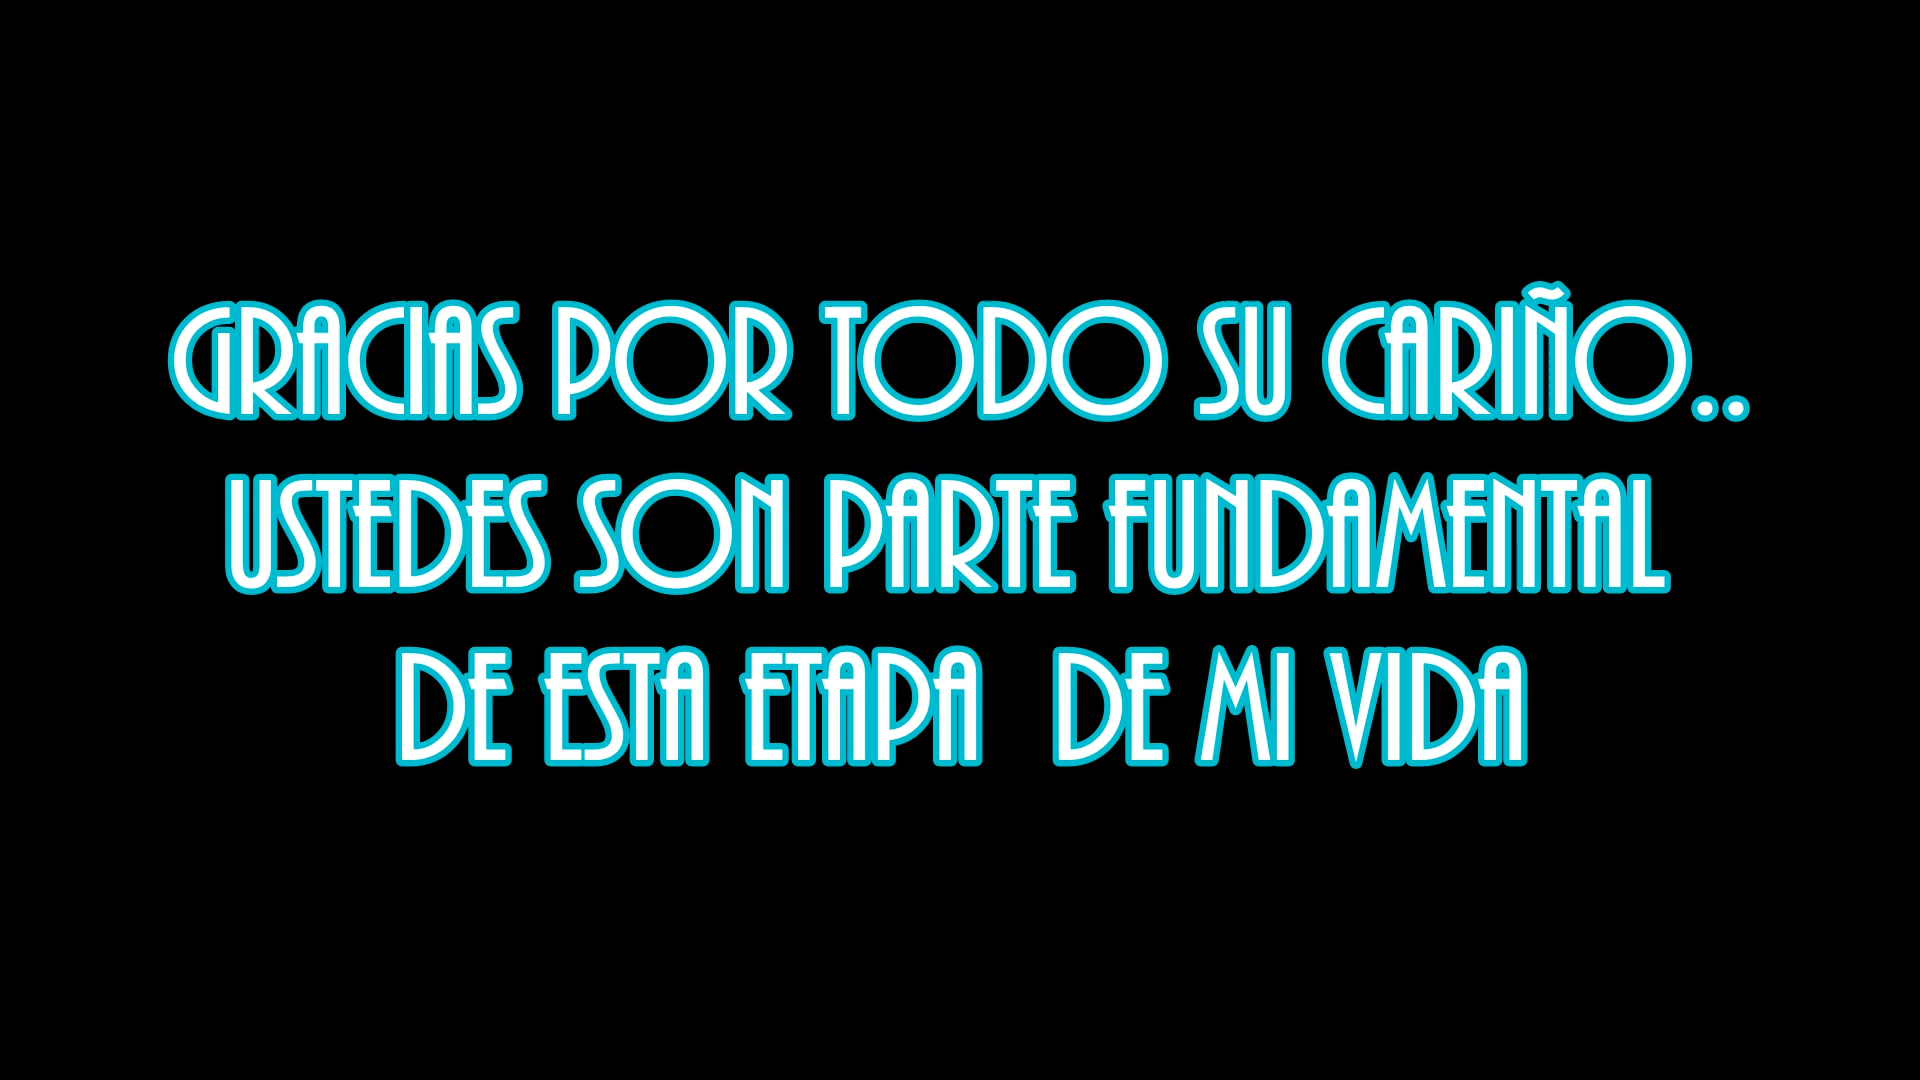 GRACIAS POR TODO SU CARIÑO..
USTEDES SON PARTE FUNDAMENTAL
DE ESTA ETAPA  DE MI VIDA